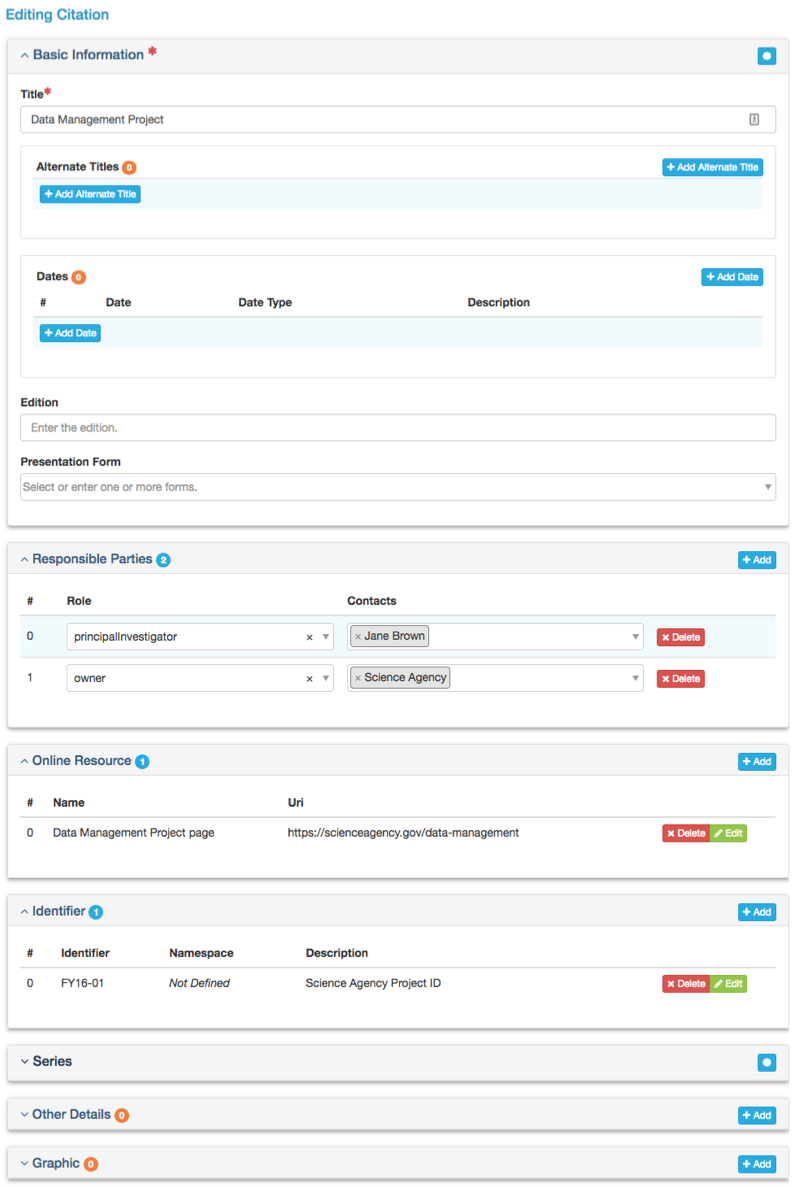 Editing Citation
Basic Information *
Title*
Data Management Project
Alternate Titles 0 + Add Alternate Title
+ Add Alternate Title
Dates 0 + Add Date
# Date Date Type Description
+ Add Date
Edition
Enter the edition.
Presentation Form
Select or enter one or more forms.
Responsible Parties 2 + Add
# Role Contacts
0 principalInvestigator × × Jane Brown × Delete
1 owner × × Science Agency × Delete
Online Resource 1 + Add
# Name Uri
0 Data Management Project page https://scienceagency.gov/data-management × Delete Edit
Identifier 1 + Add
# Identifier Namespace Description
0 FY16-01 Not Defined Science Agency Project ID × Delete Edit
Series
Other Details 0 + Add
Graphic 0 + Add